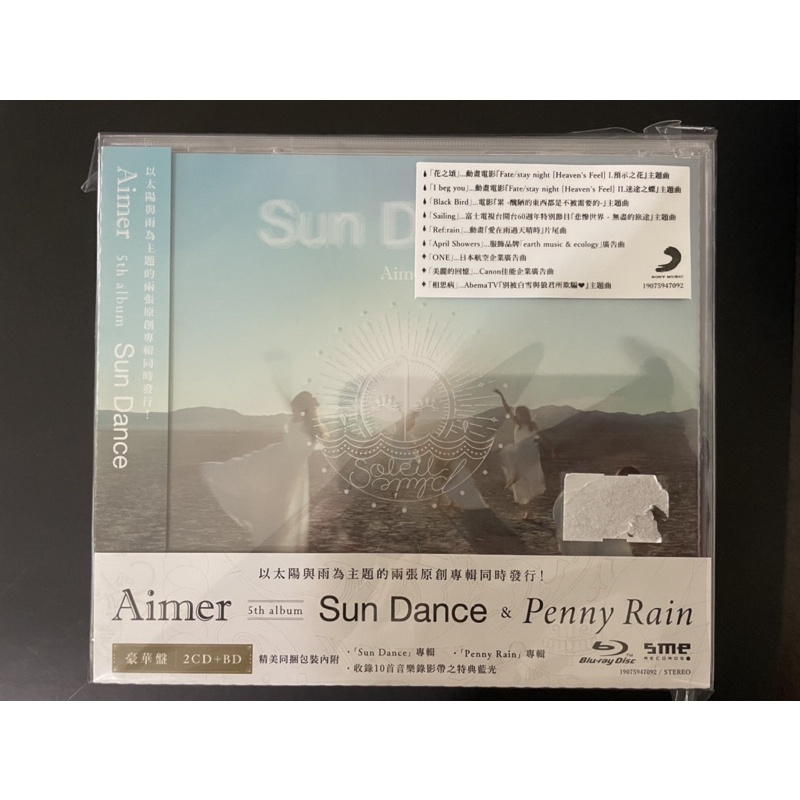 以太陽與雨為主題的兩張原創專輯同時發行！
Aimer 5th album Sun Dance
Sun D
Aime
「花之頃」...動畫電影「Fate/stay night [Heaven's Feel] I.預示之花」主題曲
「I beg you」...動畫電影「Fate/stay night [Heaven's Feel] II.迷途之蝶」主題曲
「Black Bird」...電影「累 -醜陋的東西都是不被需要的-」主題曲
「Sailing」...富士電視台開台60週年特別節目「悲慘世界 - 無盡的旅途」主題曲
「Ref:rain」...動畫「愛在雨過天晴時」片尾曲
「April Showers」...服飾品牌「earth music & ecology」廣告曲
「ONE」...日本航空企業廣告曲
「美麗的回憶」...Canon佳能企業廣告曲
「相思病」...AbemaTV「別被白雪與狼君所欺騙♥」主題曲
SONY MUSIC
19075947092
Soleil
以太陽與雨為主題的兩張原創專輯同時發行！
Aimer 5th album Sun Dance & Penny Rain
豪華盤 2CD+BD 精美同捆包裝內附 ・「Sun Dance」專輯 ・「Penny Rain」專輯
・收錄10首音樂錄影帶之特典藍光
Blu-ray Disc™
sme
RECORDS
19075947092 / STEREO